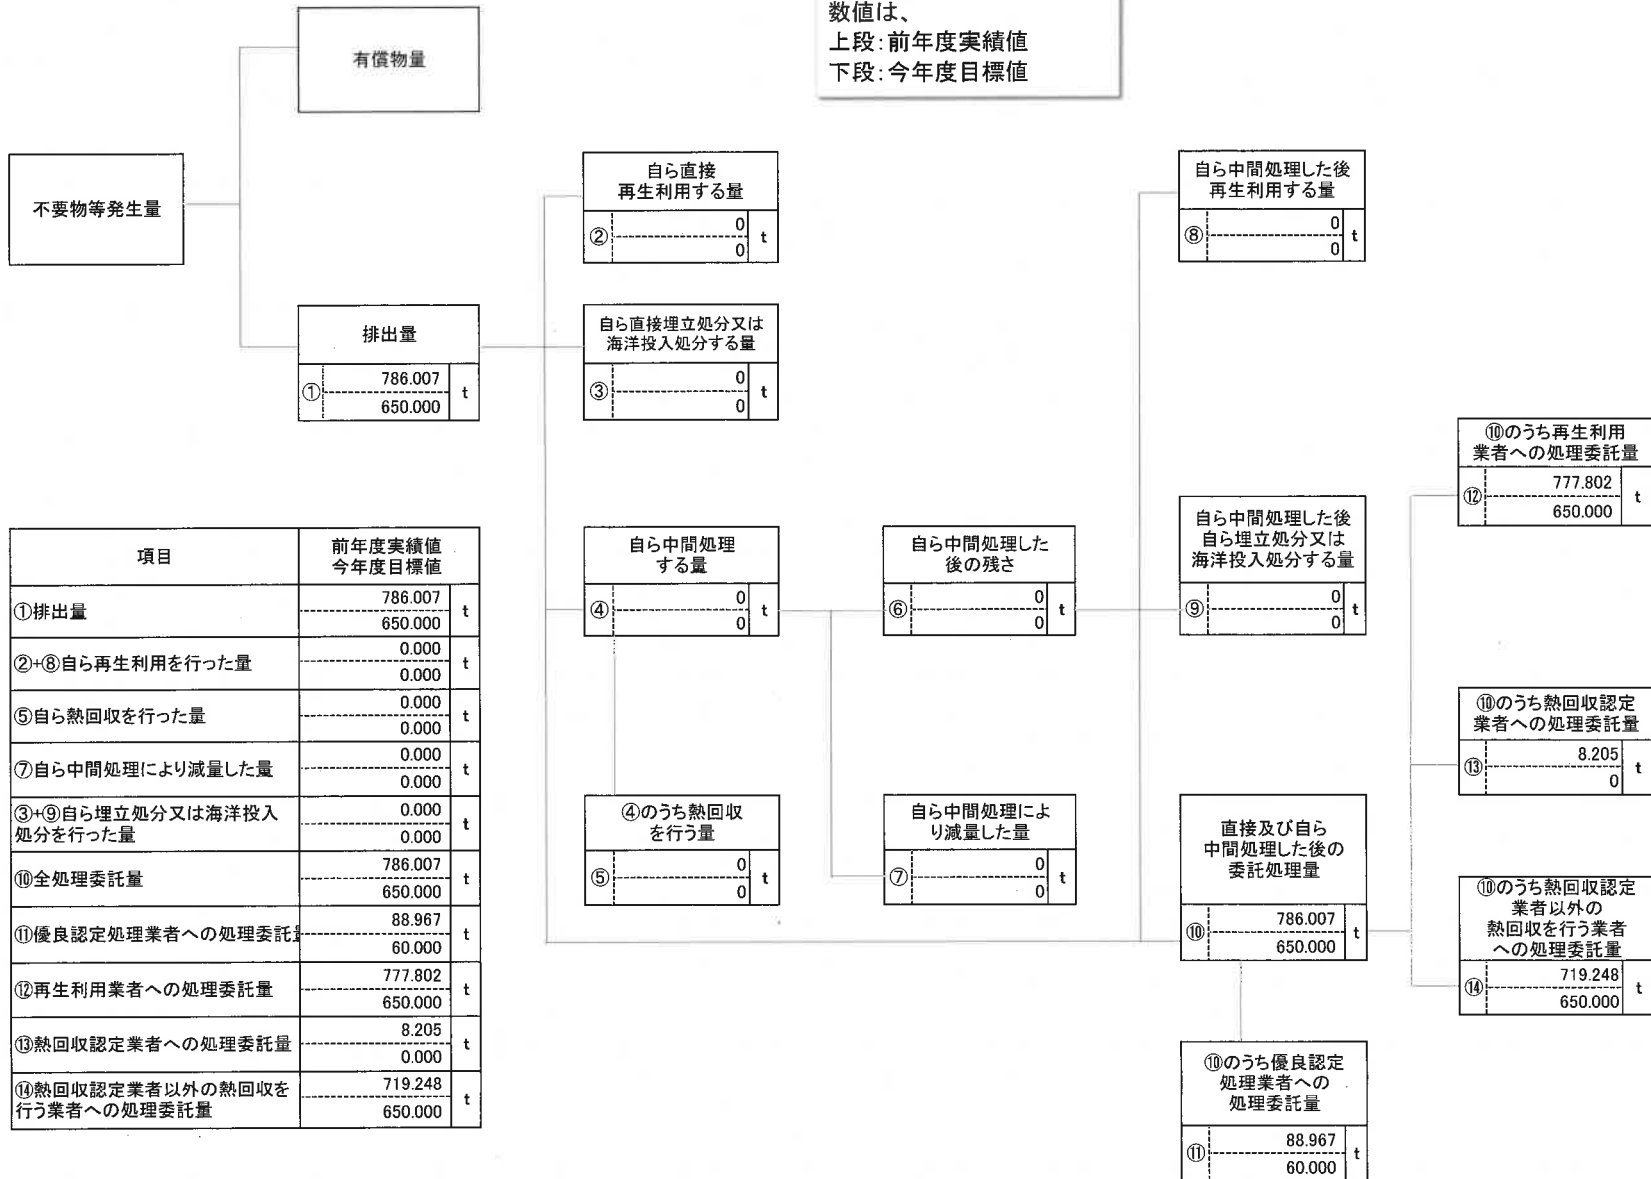 数値は、
上段:前年度実績値
下段:今年度目標値
有償物量
不要物等発生量
排出量
①
786.007
650.000
t
自ら直接
再生利用する量
②
0
0
t
自ら直接埋立処分又は
海洋投入処分する量
③
0
0
t
自ら中間処理
する量
④
0
0
t
④のうち熱回収
を行う量
⑤
0
0
t
自ら中間処理した
後の残さ
⑥
0
0
t
自ら中間処理によ
り減量した量
⑦
0
0
t
自ら中間処理した後
再生利用する量
⑧
0
0
t
自ら中間処理した後
自ら埋立処分又は
海洋投入処分する量
⑨
0
0
t
直接及び自ら
中間処理した後の
委託処理量
⑩
786.007
650.000
t
⑩のうち優良認定
処理業者への
処理委託量
⑪
88.967
60.000
t
⑩のうち再生利用
業者への処理委託量
⑫
777.802
650.000
t
⑩のうち熱回収認定
業者への処理委託量
⑬
8.205
0
t
⑩のうち熱回収認定
業者以外の
熱回収を行う業者
への処理委託量
⑭
719.248
650.000
t
項目
前年度実績値
今年度目標値
①排出量
786.007
650.000
t
②+⑧自ら再生利用を行った量
0.000
0.000
t
⑤自ら熱回収を行った量
0.000
0.000
t
⑦自ら中間処理により減量した量
0.000
0.000
t
③+⑨自ら埋立処分又は海洋投入
処分を行った量
0.000
0.000
t
⑩全処理委託量
786.007
650.000
t
⑪優良認定処理業者への処理委託
88.967
60.000
t
⑫再生利用業者への処理委託量
777.802
650.000
t
⑬熱回収認定業者への処理委託量
8.205
0.000
t
⑭熱回収認定業者以外の熱回収を
行う業者への処理委託量
719.248
650.000
t